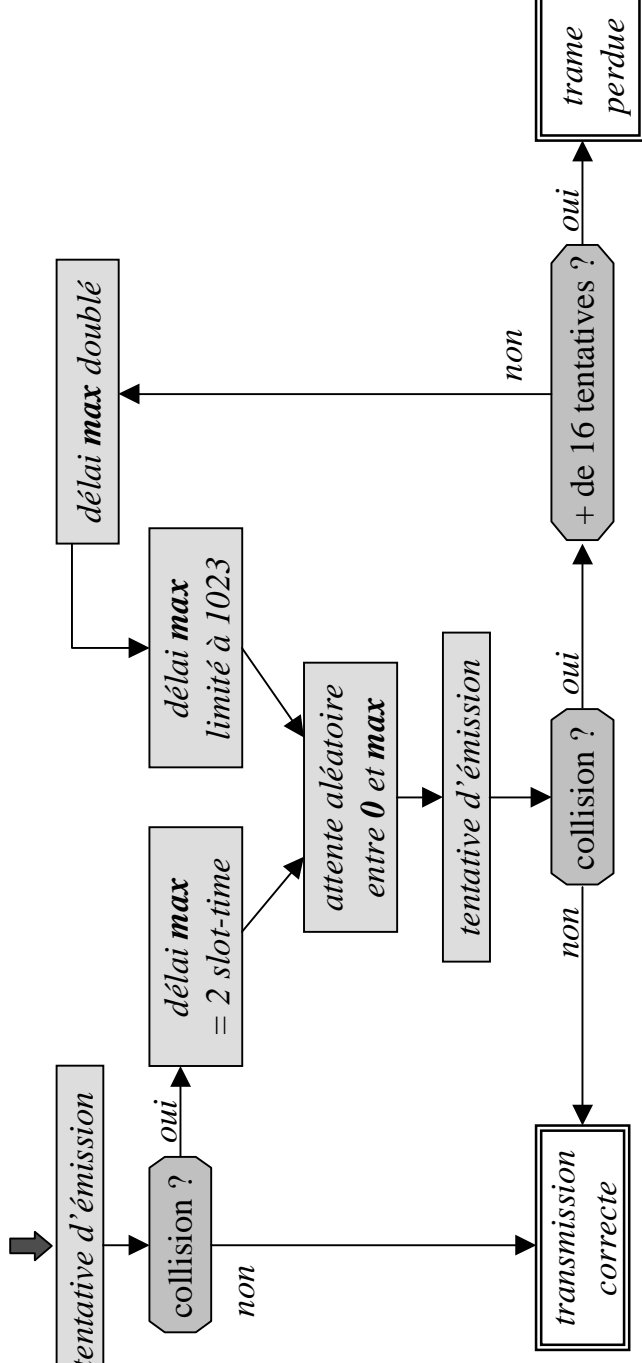 tentative d'émission
collision ?
oui
non
délai max
= 2 slot-time
délai max doublé
délai max
limité à 1023
attente aléatoire
entre 0 et max
tentative d'émission
collision ?
non
oui
+ de 16 tentatives ?
non
oui
transmission
correcte
trame
perdue